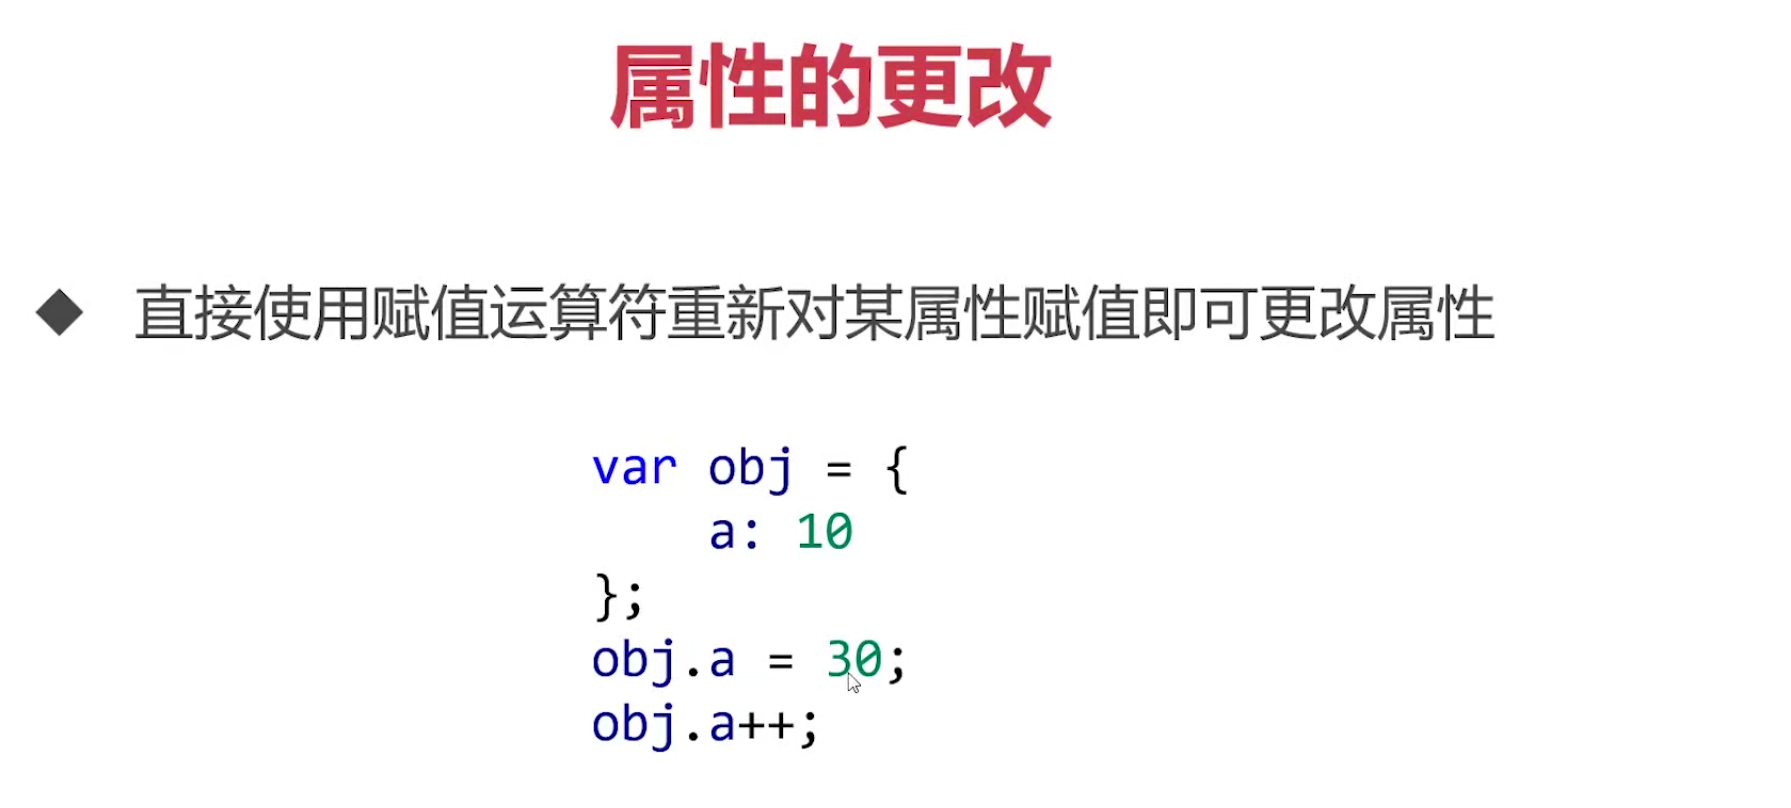 属性的更改
直接使用赋值运算符重新对某属性赋值即可更改属性
var obj = {
    a: 10
};
obj.a = 30;
obj.a++;